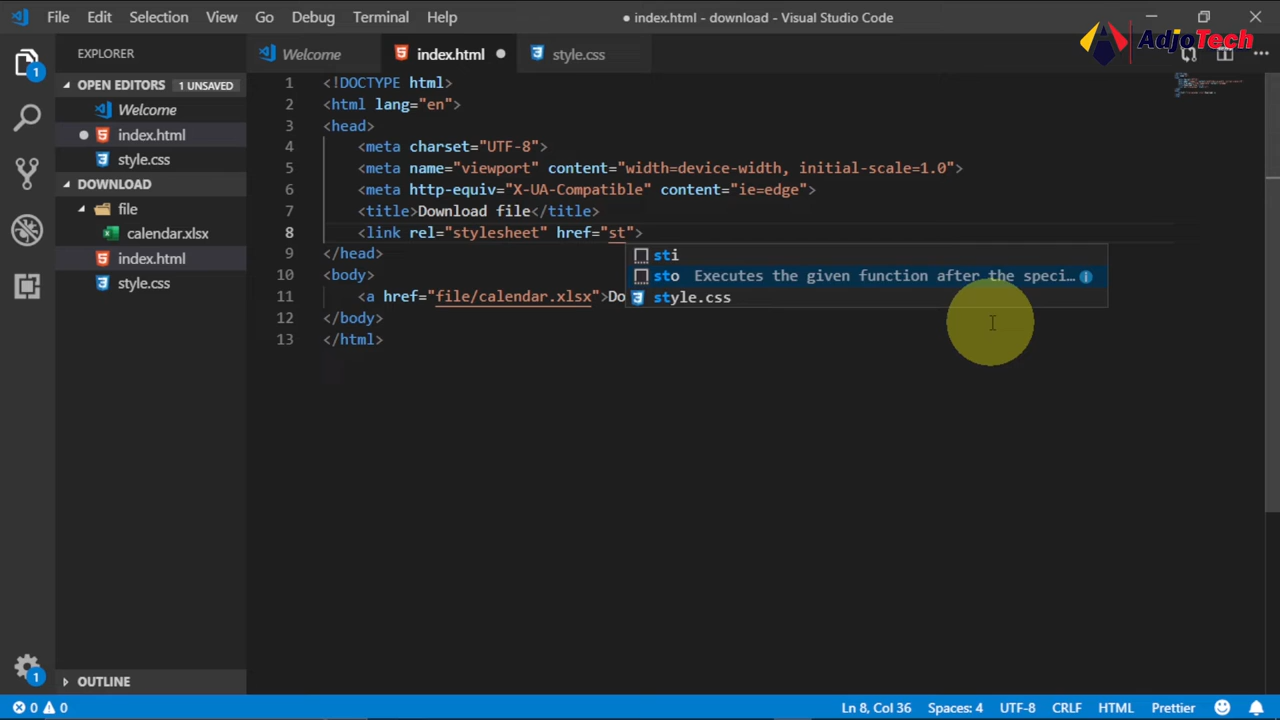 File Edit Selection View Go Debug Terminal Help
● index.html - download - Visual Studio Code
AdjoTech
EXPLORER
Welcome
index.html
style.css
OPEN EDITORS 1 UNSAVED
Welcome
index.html
style.css
DOWNLOAD
file
calendar.xlsx
index.html
style.css
1 <!DOCTYPE html>
2 <html lang="en">
3 <head>
4 <meta charset="UTF-8">
5 <meta name="viewport" content="width=device-width, initial-scale=1.0">
6 <meta http-equiv="X-UA-Compatible" content="ie=edge">
7 <title>Download file</title>
8 <link rel="stylesheet" href="st">
9 </head>
10 <body>
11 <a href="file/calendar.xlsx">Do
12 </body>
13 </html>
sti
sto Executes the given function after the speci…
style.css
1
1
OUTLINE
0 0
Ln 8, Col 36 Spaces: 4 UTF-8 CRLF HTML Prettier